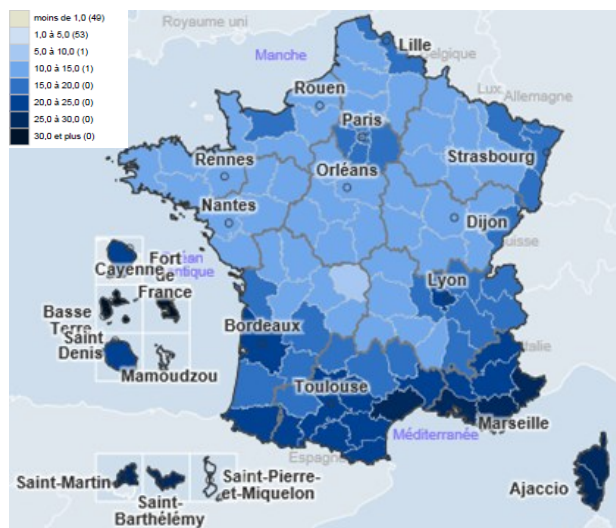 moins de 1,0 (49)
1,0 à 5,0 (53)
5,0 à 10,0 (1)
10,0 à 15,0 (1)
15,0 à 20,0 (0)
20,0 à 25,0 (0)
25,0 à 30,0 (0)
30,0 et plus (0)
Royaume uni
Lille
Belgique
Manche
Rouen
Lux.
Allemagne
Paris
Strasbourg
Rennes
Orléans
Nantes
Dijon
Suisse
Océan
Atlantique
Cayenne
Fort
de
France
Lyon
Basse
Terre
Bordeaux
Saint
Denis
Italie
Mamoudzou
Toulouse
Marseille
Méditerranée
Espagne
Saint-Martin
Saint-Pierre-
et-Miquelon
Saint-
Barthélémy
Ajaccio